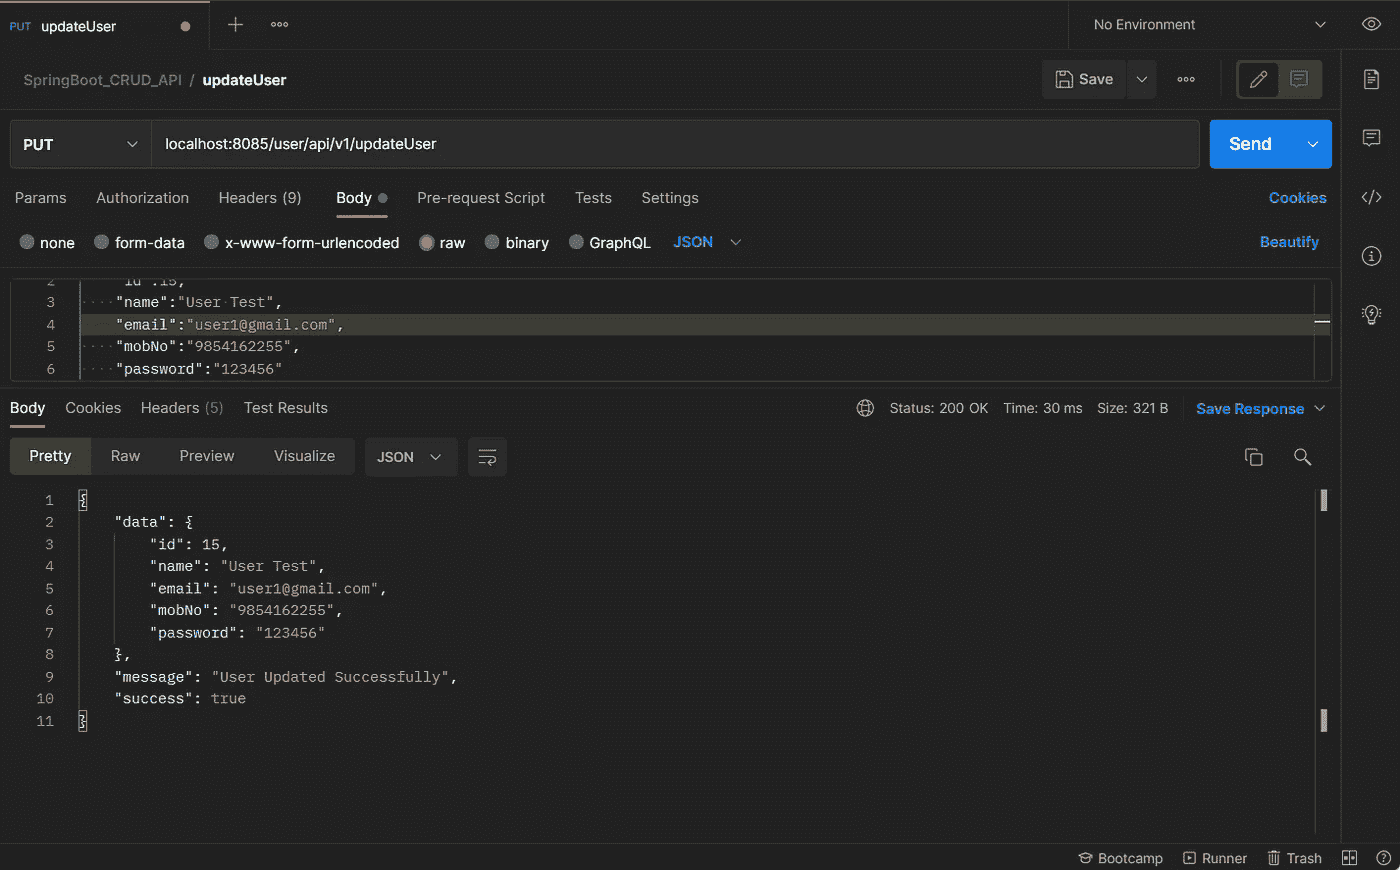 PUT updateUser
No Environment
SpringBoot_CRUD_API / updateUser
Save
PUT localhost:8085/user/api/v1/updateUser
Send
Params Authorization Headers (9) Body Pre-request Script Tests Settings Cookies
none form-data x-www-form-urlencoded raw binary GraphQL JSON Beautify
2 "id":15,
3 "name":"User Test",
4 "email":"user1@gmail.com",
5 "mobNo":"9854162255",
6 "password":"123456"
Body Cookies Headers (5) Test Results Status: 200 OK Time: 30 ms Size: 321 B Save Response
Pretty Raw Preview Visualize JSON
1 {
2 "data": {
3 "id": 15,
4 "name": "User Test",
5 "email": "user1@gmail.com",
6 "mobNo": "9854162255",
7 "password": "123456"
8 },
9 "message": "User Updated Successfully",
10 "success": true
11 }
Bootcamp Runner Trash